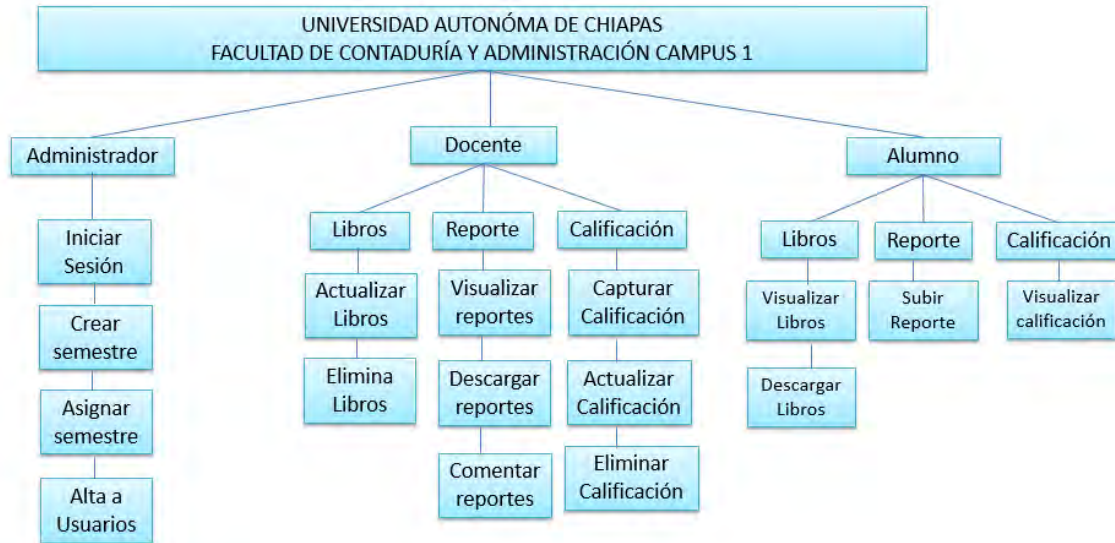 UNIVERSIDAD AUTONÓMA DE CHIAPAS
FACULTAD DE CONTADURÍA Y ADMINISTRACIÓN CAMPUS 1
Administrador
Docente
Alumno
Iniciar
Sesión
Crear
semestre
Asignar
semestre
Alta a
Usuarios
Libros
Actualizar
Libros
Elimina
Libros
Reporte
Visualizar
reportes
Descargar
reportes
Comentar
reportes
Calificación
Capturar
Calificación
Actualizar
Calificación
Eliminar
Calificación
Libros
Visualizar
Libros
Descargar
Libros
Reporte
Subir
Reporte
Calificación
Visualizar
calificación